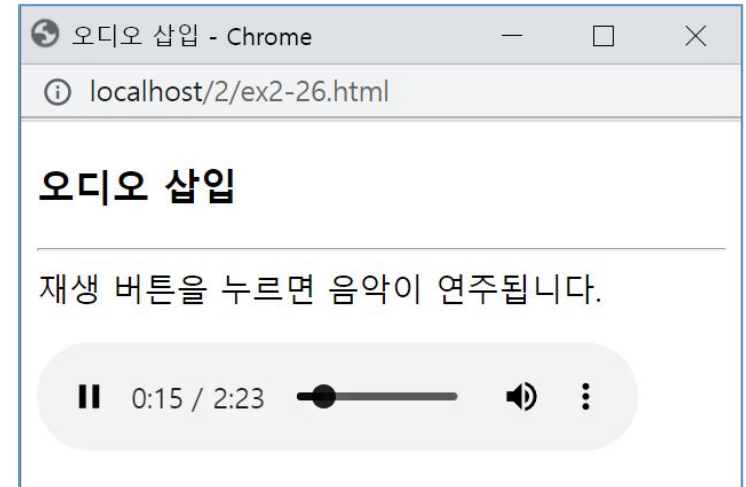 오디오 삽입 - Chrome
localhost/2/ex2-26.html
오디오 삽입
재생 버튼을 누르면 음악이 연주됩니다.
0:15 / 2:23